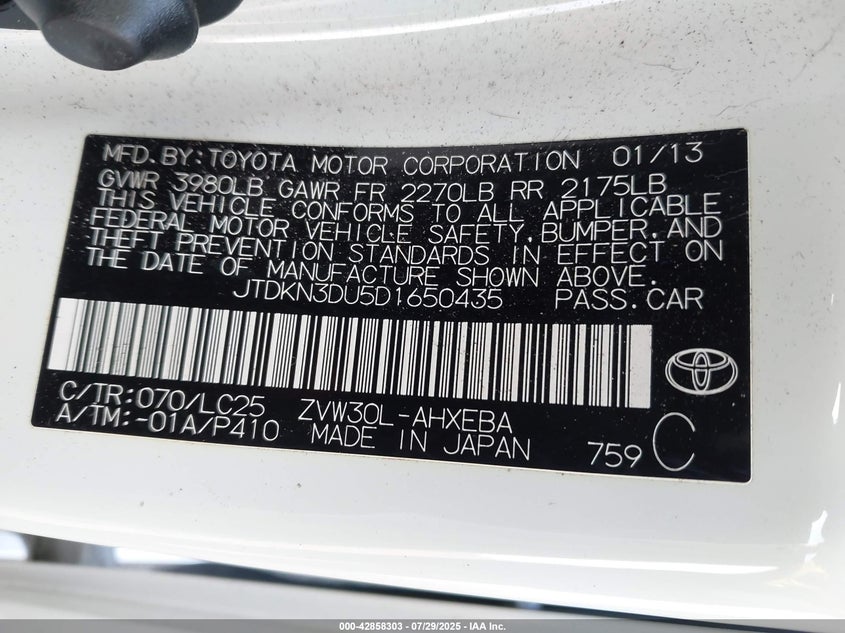 MFD.BY:TOYOTA MOTOR CORPORATION 01/13
GVWR 3980LB GAWR FR 2270LB RR 2175LB
THIS VEHICLE CONFORMS TO ALL APPLICABLE
FEDERAL MOTOR VEHICLE SAFETY,BUMPER,AND
THEFT PREVENTION STANDARDS IN EFFECT ON
THE DATE OF MANUFACTURE SHOWN ABOVE.
JTDKN3DU5D1650435 PASS.CAR
C/TR:070/LC25 ZVW30L-AHXEBA
A/TM:-01A/P410 MADE IN JAPAN
759 C
000-42858303 - 07/29/2025 - IAA Inc.